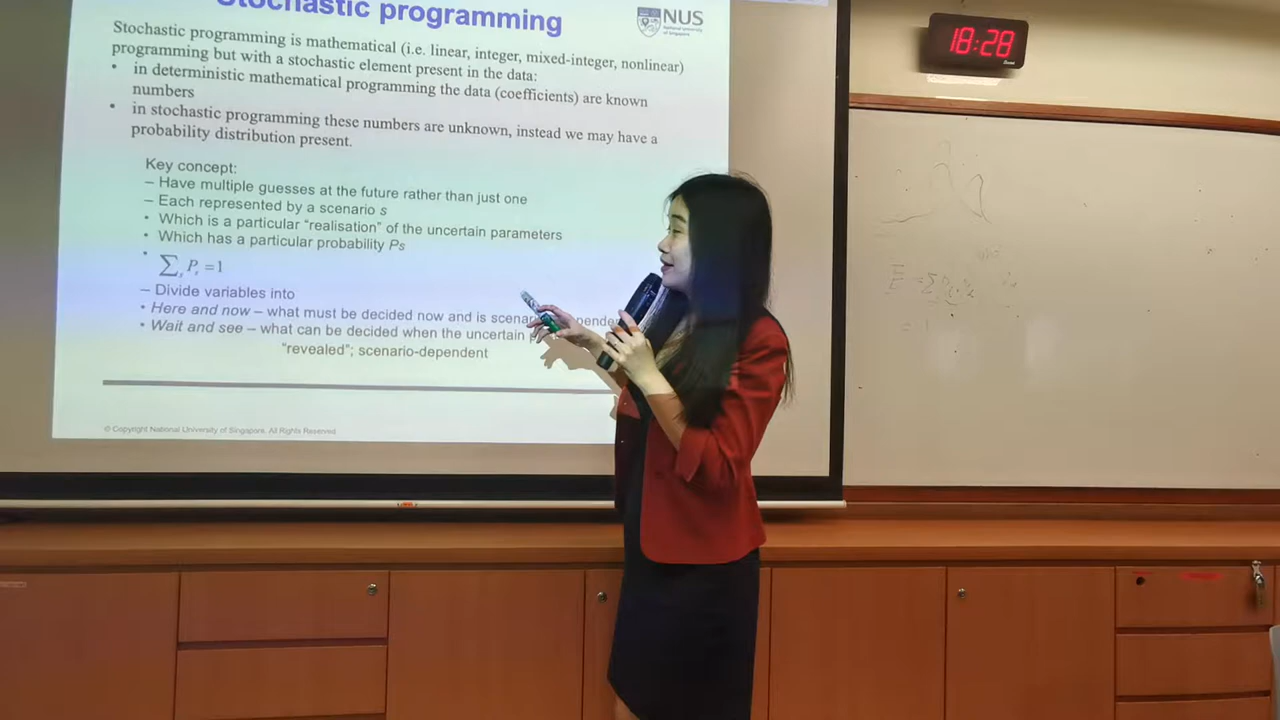 Stochastic programming
NUS
National University
of Singapore
18:28
Stochastic programming is mathematical (i.e. linear, integer, mixed-integer, nonlinear)
programming but with a stochastic element present in the data:
• in deterministic mathematical programming the data (coefficients) are known
numbers
• in stochastic programming these numbers are unknown, instead we may have a
probability distribution present.
Key concept:
– Have multiple guesses at the future rather than just one
– Each represented by a scenario s
• Which is a particular “realisation” of the uncertain parameters
• Which has a particular probability Ps
• ∑s Ps = 1
– Divide variables into
• Here and now – what must be decided now and is
• Wait and see – what can be decided when the uncertain
“revealed”; scenario-dependent
© Copyright National University of Singapore. All Rights Reserved